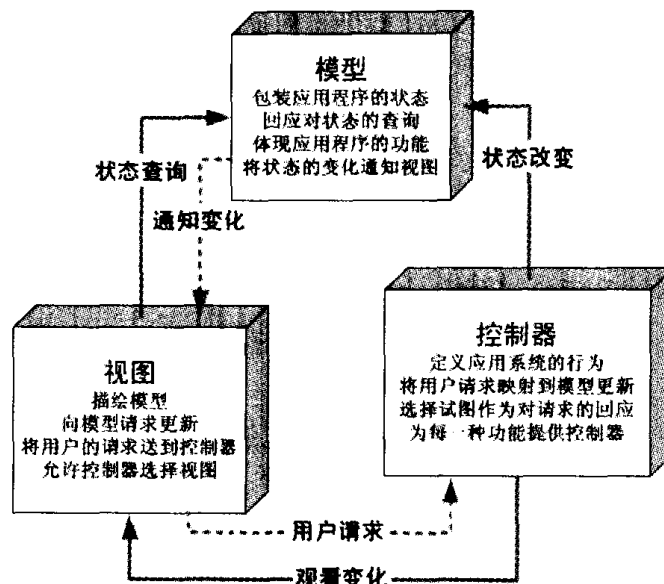 模型
包装应用程序的状态
回应对状态的查询
体现应用程序的功能
将状态的变化通知视图
状态查询
状态改变
通知变化
视图
描绘模型
向模型请求更新
将用户的请求送到控制器
允许控制器选择视图
控制器
定义应用系统的行为
将用户请求映射到模型更新
选择试图作为对请求的回应
为每一种功能提供控制器
用户请求
观看变化